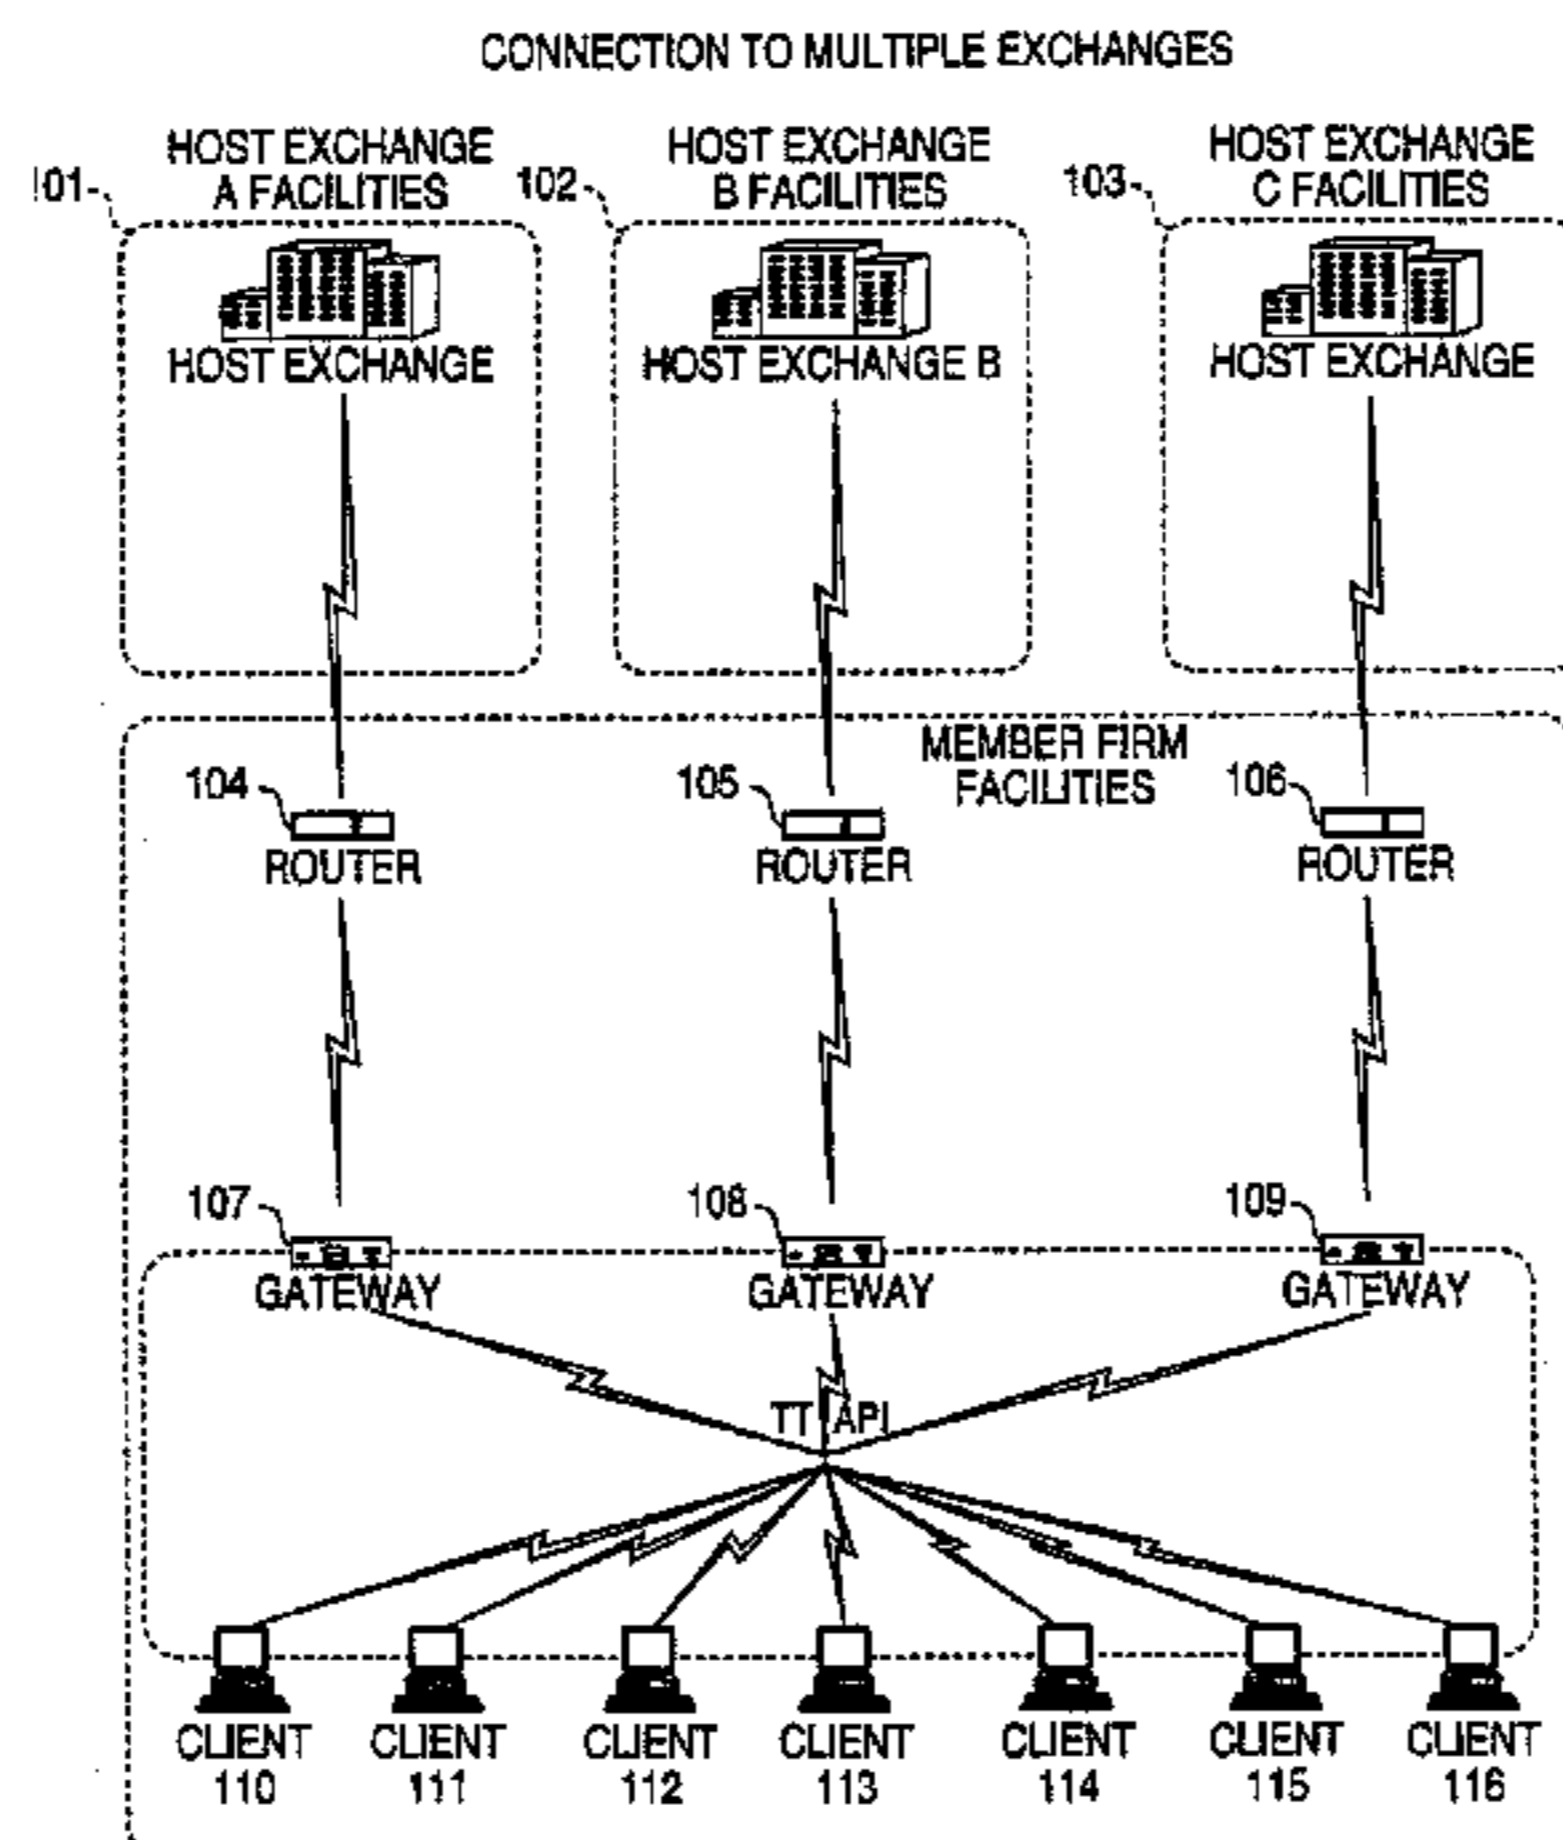 CONNECTION TO MULTIPLE EXCHANGES
HOST EXCHANGE
A FACILITIES
HOST EXCHANGE
B FACILITIES
HOST EXCHANGE
C FACILITIES
101
102
103
HOST EXCHANGE
HOST EXCHANGE B
HOST EXCHANGE
MEMBER FIRM
FACILITIES
104
105
106
ROUTER
ROUTER
ROUTER
107
108
109
GATEWAY
GATEWAY
GATEWAY
TT API
CLIENT
110
CLIENT
111
CLIENT
112
CLIENT
113
CLIENT
114
CLIENT
115
CLIENT
116